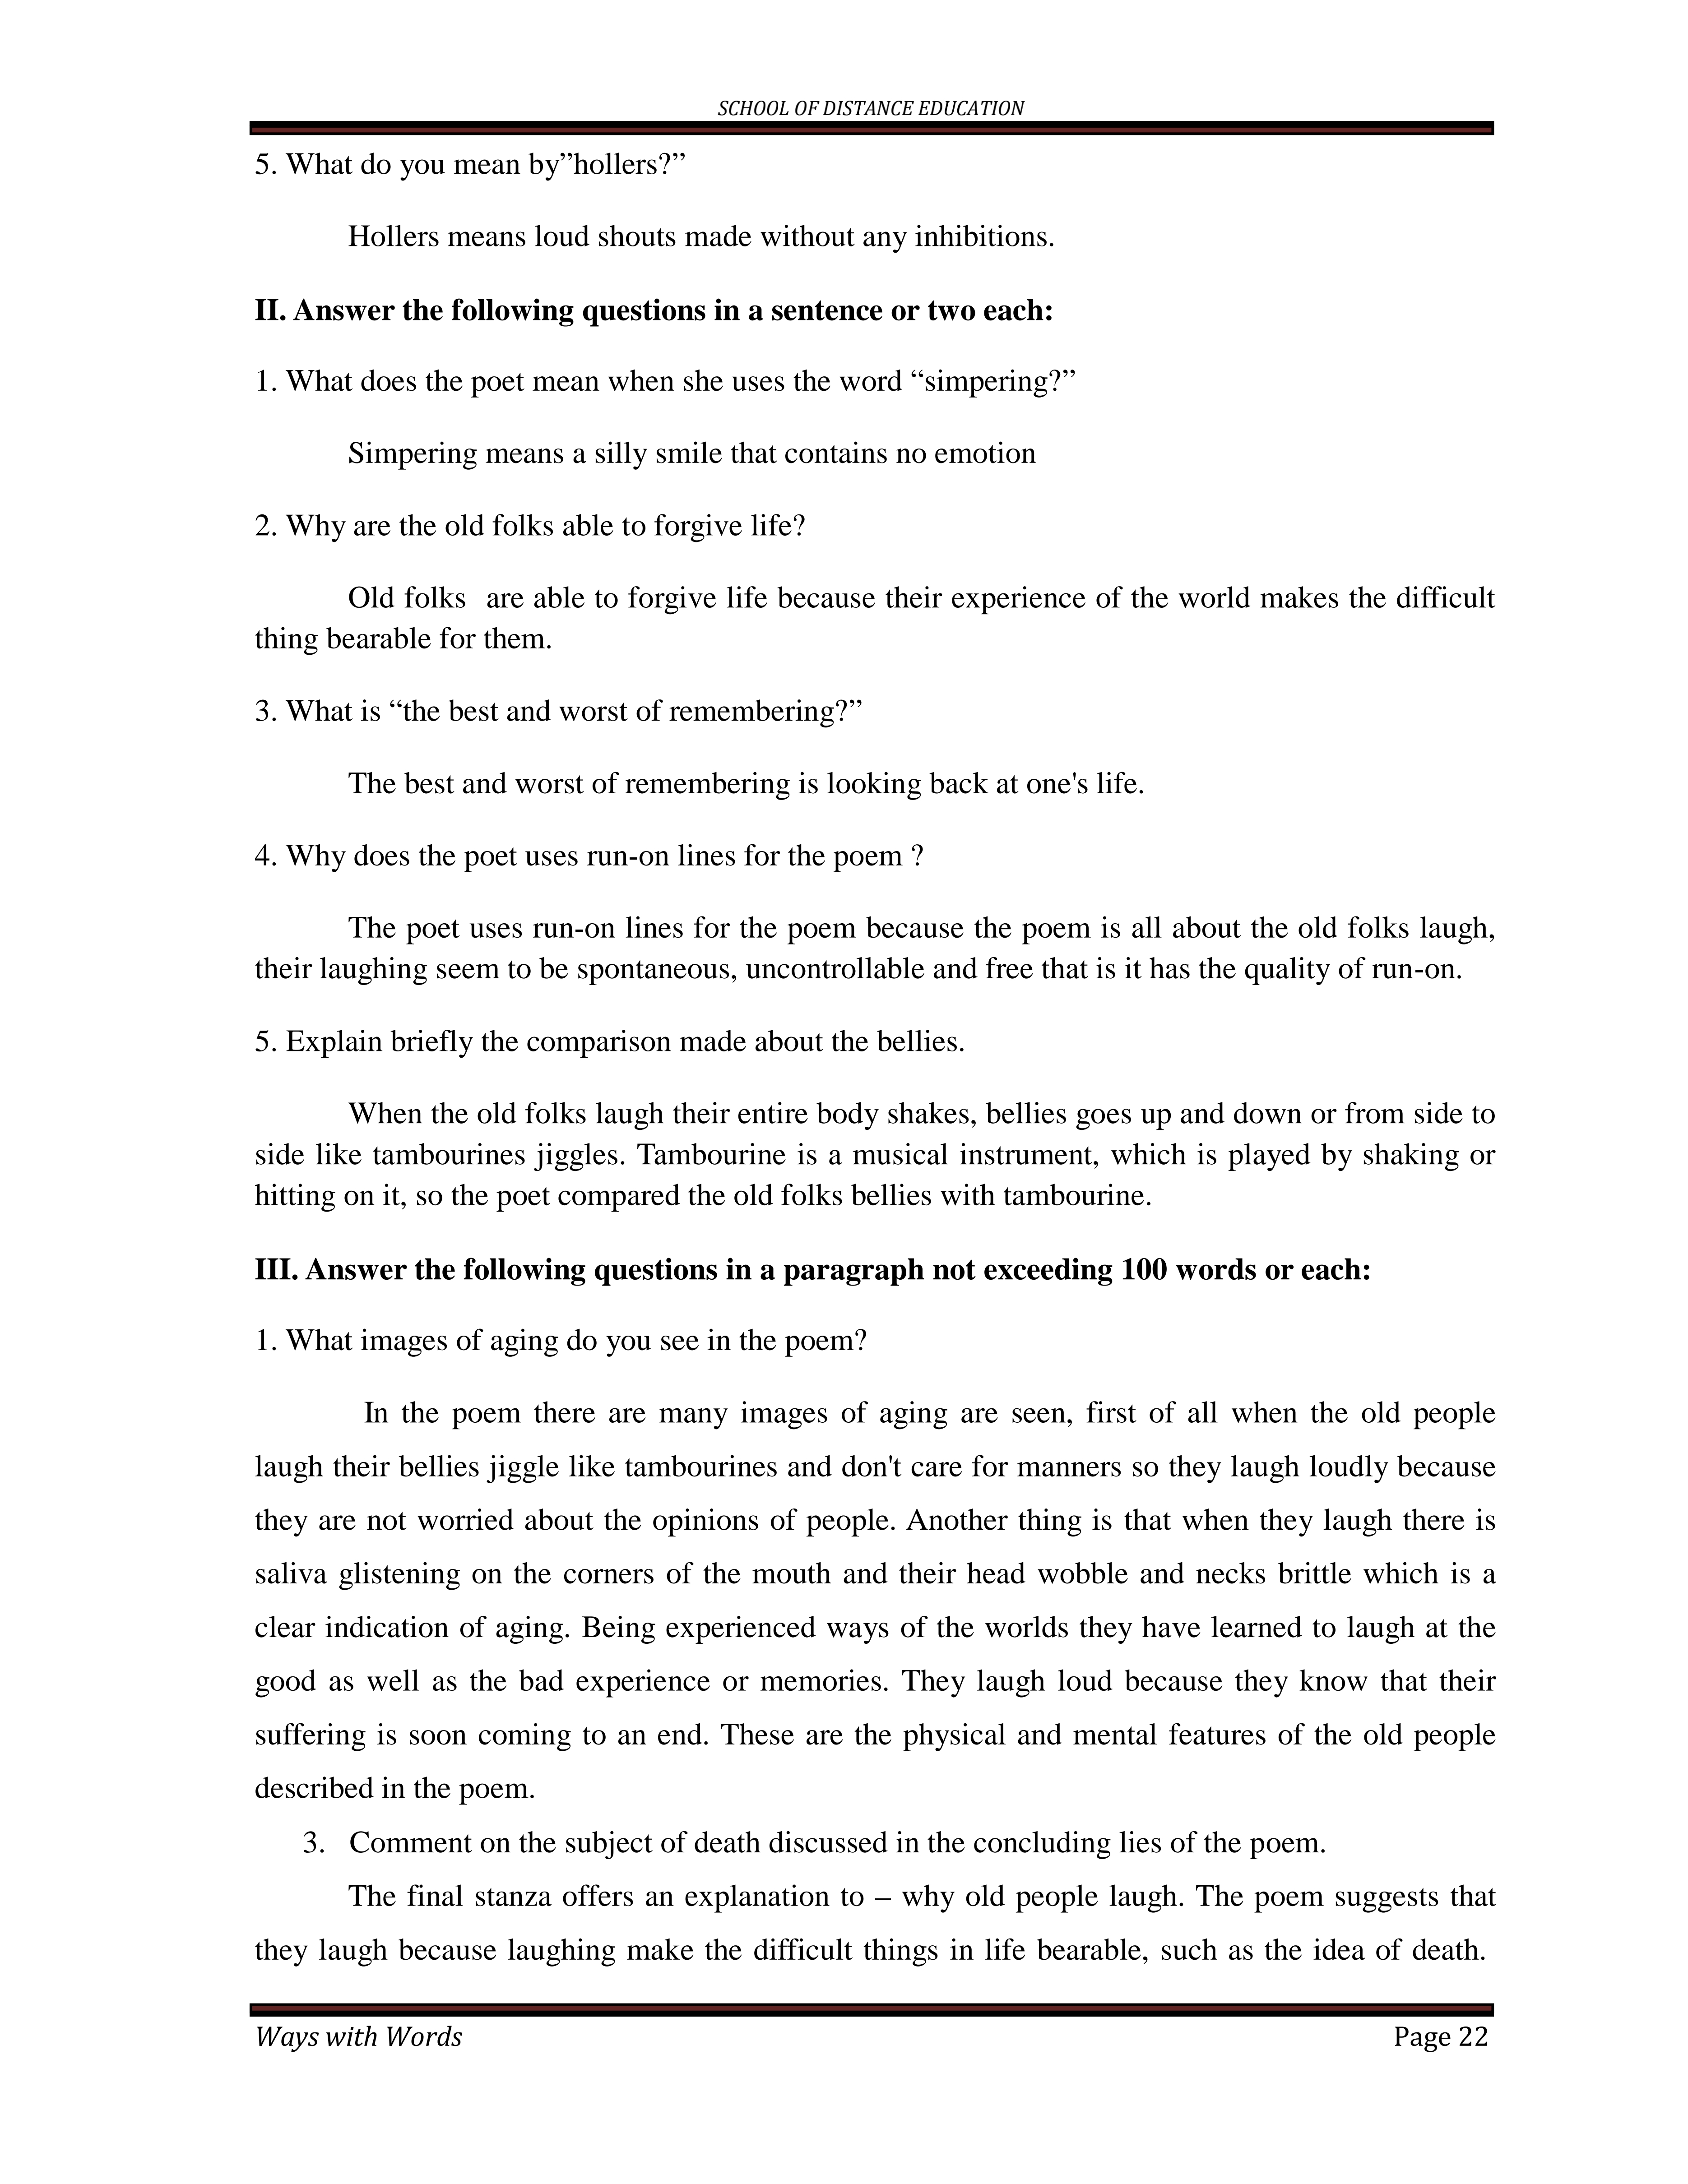 SCHOOL OF DISTANCE EDUCATION
5. What do you mean by”hollers?”
Hollers means loud shouts made without any inhibitions.
II. Answer the following questions in a sentence or two each:
1. What does the poet mean when she uses the word “simpering?”
Simpering means a silly smile that contains no emotion
2. Why are the old folks able to forgive life?
Old folks  are able to forgive life because their experience of the world makes the difficult
thing bearable for them.
3. What is “the best and worst of remembering?”
The best and worst of remembering is looking back at one's life.
4. Why does the poet uses run-on lines for the poem ?
The poet uses run-on lines for the poem because the poem is all about the old folks laugh,
their laughing seem to be spontaneous, uncontrollable and free that is it has the quality of run-on.
5. Explain briefly the comparison made about the bellies.
When the old folks laugh their entire body shakes, bellies goes up and down or from side to
side like tambourines jiggles. Tambourine is a musical instrument, which is played by shaking or
hitting on it, so the poet compared the old folks bellies with tambourine.
III. Answer the following questions in a paragraph not exceeding 100 words or each:
1. What images of aging do you see in the poem?
In the poem there are many images of aging are seen, first of all when the old people
laugh their bellies jiggle like tambourines and don't care for manners so they laugh loudly because
they are not worried about the opinions of people. Another thing is that when they laugh there is
saliva glistening on the corners of the mouth and their head wobble and necks brittle which is a
clear indication of aging. Being experienced ways of the worlds they have learned to laugh at the
good as well as the bad experience or memories. They laugh loud because they know that their
suffering is soon coming to an end. These are the physical and mental features of the old people
described in the poem.
3. Comment on the subject of death discussed in the concluding lies of the poem.
The final stanza offers an explanation to – why old people laugh. The poem suggests that
they laugh because laughing make the difficult things in life bearable, such as the idea of death.
Ways with Words Page 22